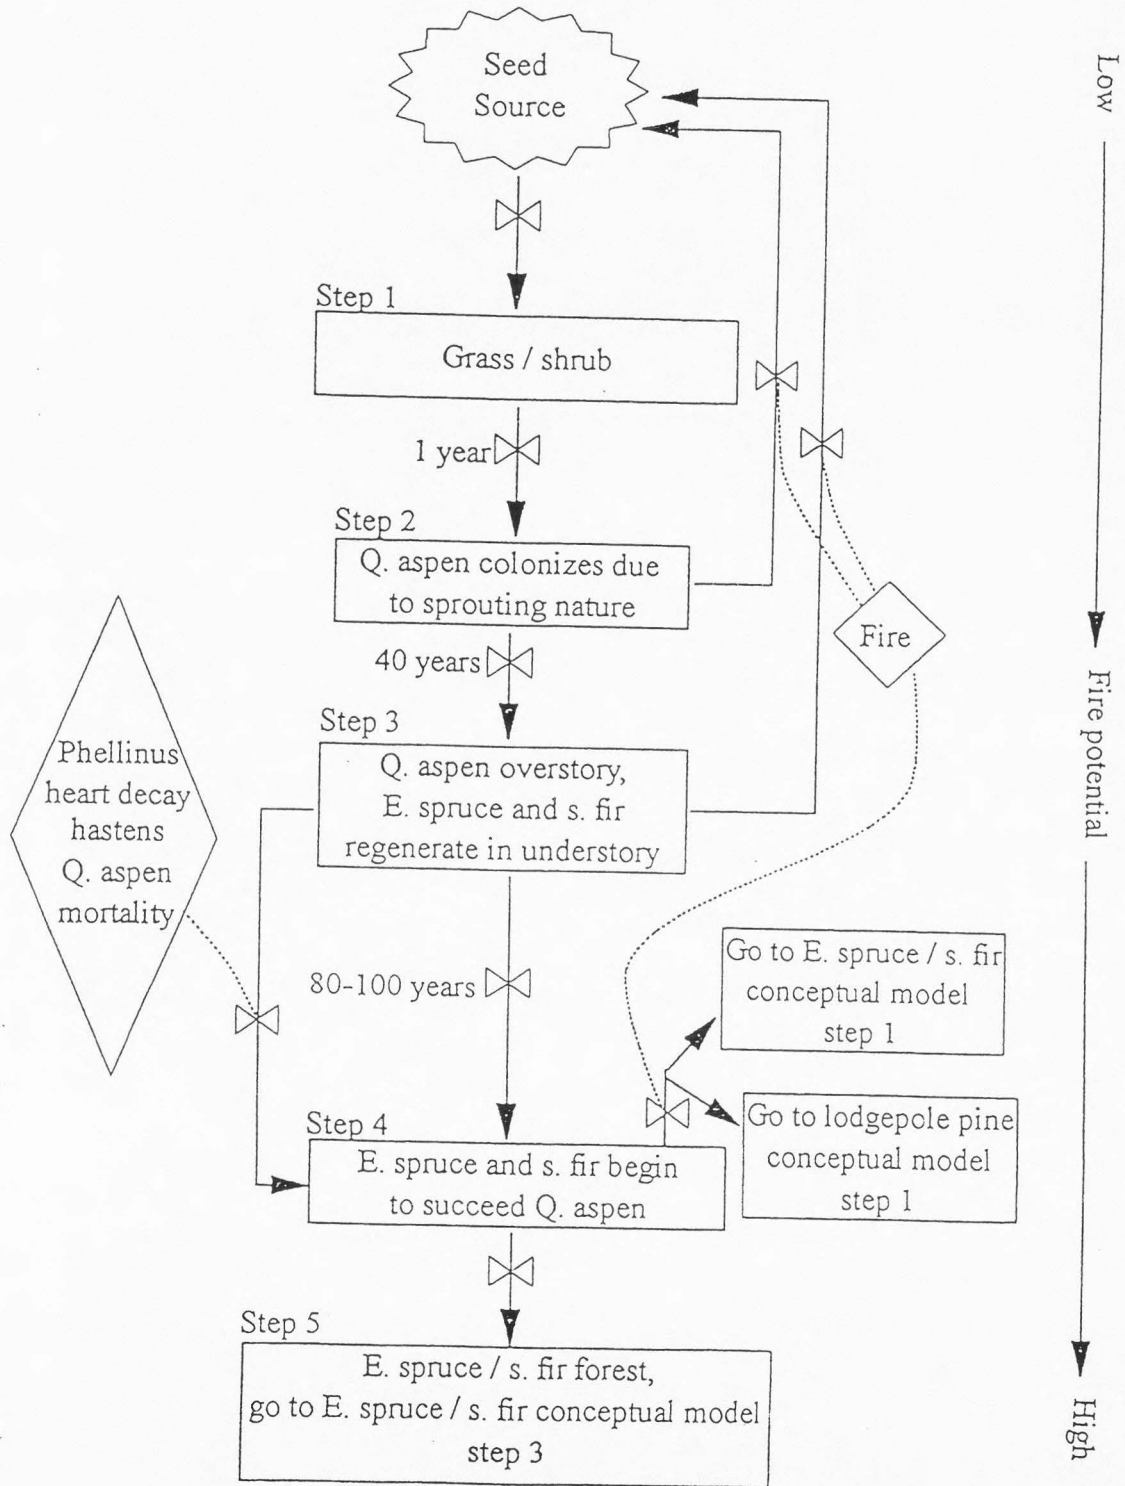 Seed
Source
Low
Step 1
Grass / shrub
1 year
Step 2
Q. aspen colonizes due
to sprouting nature
Fire
40 years
Fire potential
Step 3
Q. aspen overstory,
E. spruce and s. fir
regenerate in understory
Phellinus
heart decay
hastens
Q. aspen
mortality
80-100 years
Go to E. spruce / s. fir
conceptual model
step 1
Go to lodgepole pine
conceptual model
step 1
Step 4
E. spruce and s. fir begin
to succeed Q. aspen
Step 5
E. spruce / s. fir forest,
go to E. spruce / s. fir conceptual model
step 3
High